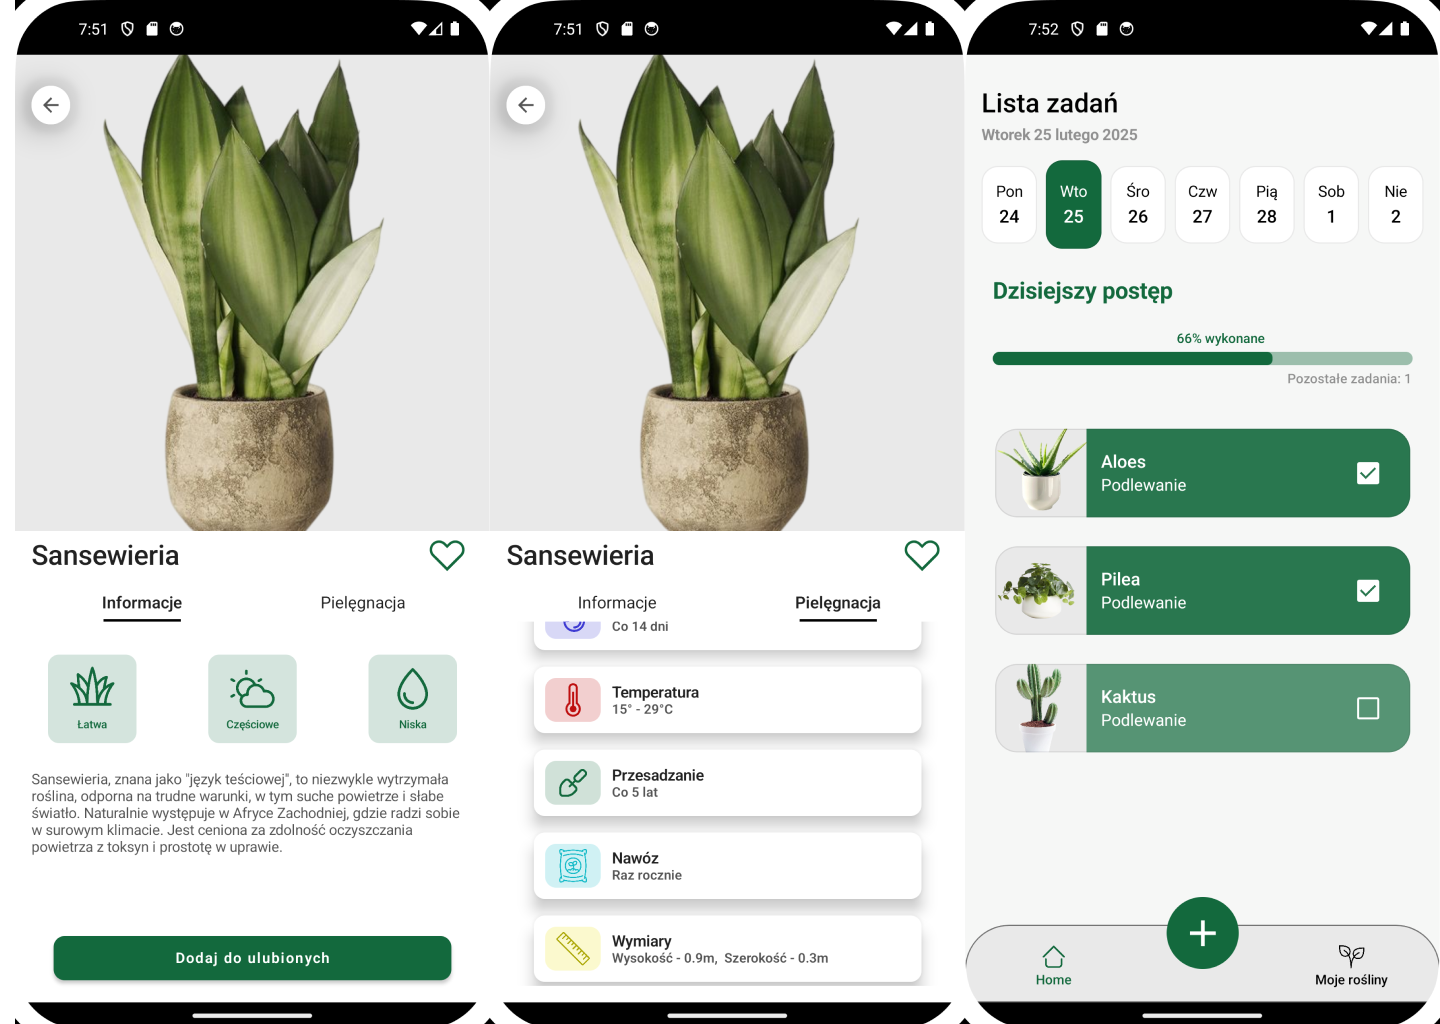 7:51
Sansewieria
Informacje
Pielęgnacja
Łatwa
Częściowe
Niska
Sansewieria, znana jako "język teściowej", to niezwykle wytrzymała
roślina, odporna na trudne warunki, w tym suche powietrze i słabe
światło. Naturalnie występuje w Afryce Zachodniej, gdzie radzi sobie
w surowym klimacie. Jest ceniona za zdolność oczyszczania
powietrza z toksyn i prostotę w uprawie.
Dodaj do ulubionych
7:51
Sansewieria
Informacje
Pielęgnacja
Co 14 dni
Temperatura
15° - 29°C
Przesadzanie
Co 5 lat
Nawóz
Raz rocznie
Wymiary
Wysokość - 0.9m, Szerokość - 0.3m
7:52
Lista zadań
Wtorek 25 lutego 2025
Pon Wto Śro Czw Pią Sob Nie
24 25 26 27 28 1 2
Dzisiejszy postęp
66% wykonane
Pozostałe zadania: 1
Aloes
Podlewanie
Pilea
Podlewanie
Kaktus
Podlewanie
Home
Moje rośliny